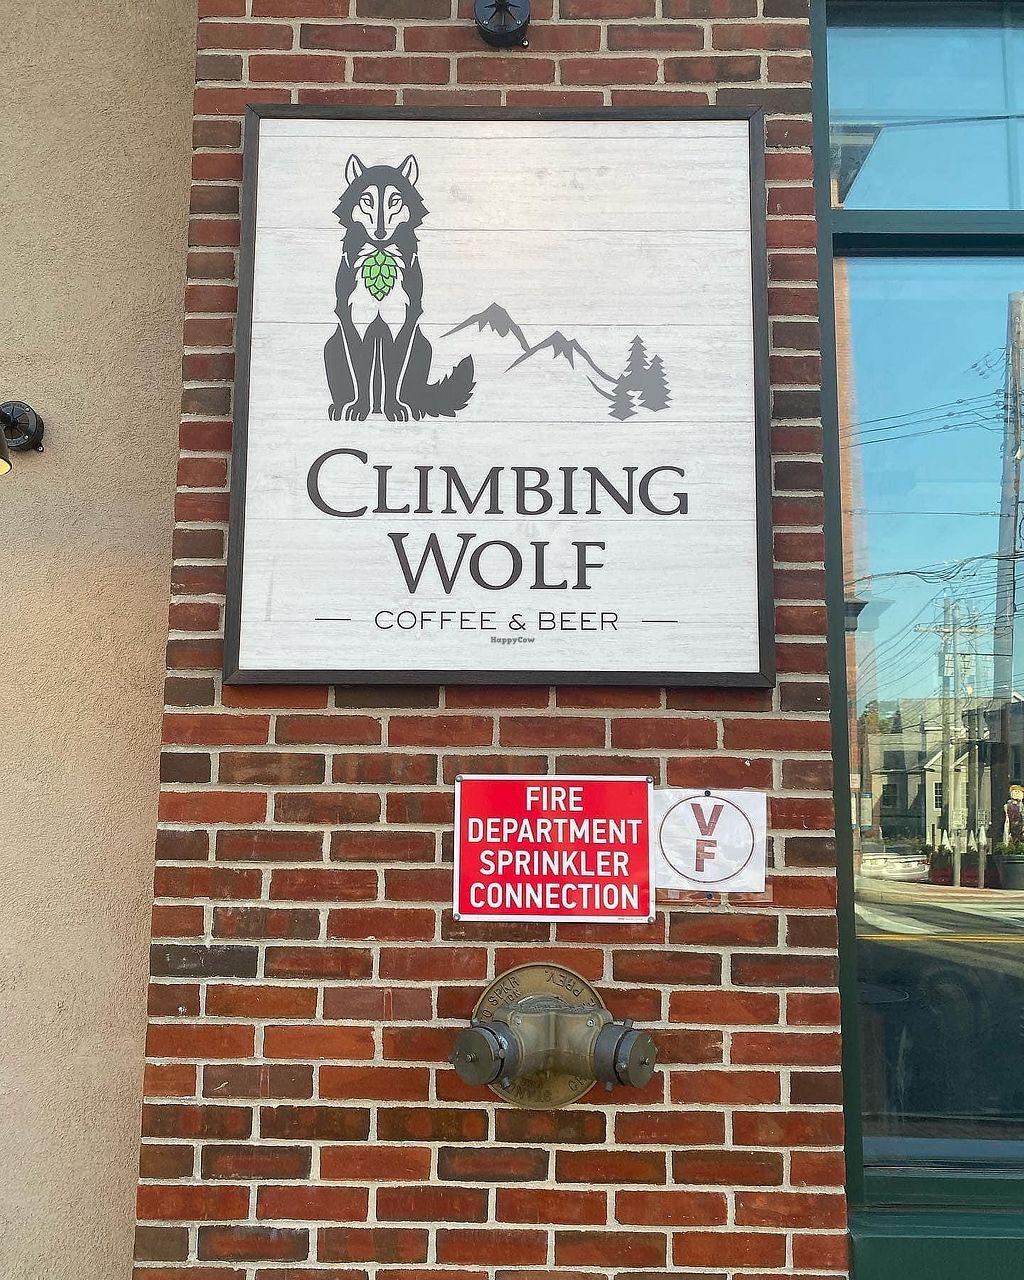 CLIMBING
WOLF
COFFEE & BEER
HappyCow
FIRE
DEPARTMENT
SPRINKLER
CONNECTION
V
F